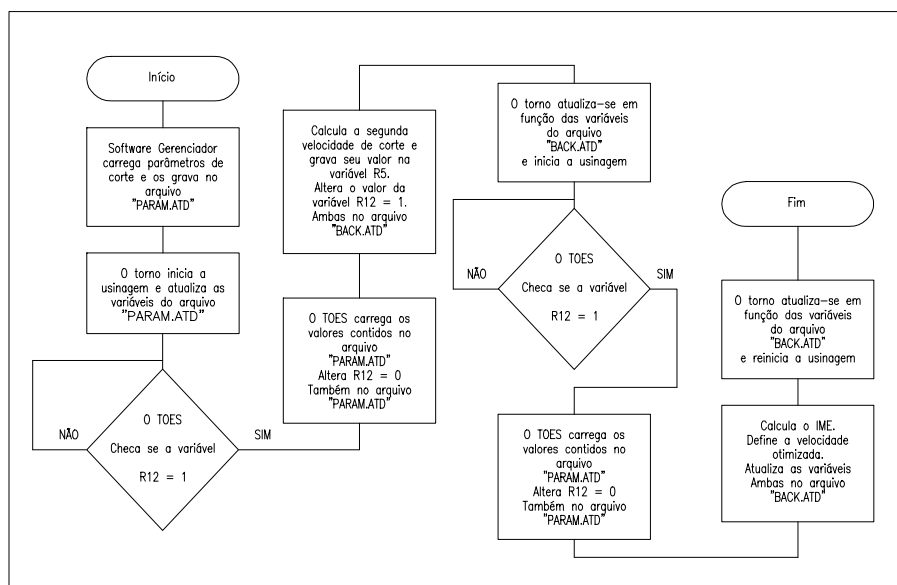 Início
Software Gerenciador
carrega parâmetros de
corte e os grava no
arquivo
"PARAM.ATD"
O torno inicia a
usinagem e atualiza as
variáveis do arquivo
"PARAM.ATD"
O TOES
Checa se a variável
R12 = 1
NÃO
SIM
O TOES carrega os
valores contidos no
arquivo
"PARAM.ATD"
Altera R12 = 0
Também no arquivo
"PARAM.ATD"
Calcula a segunda
velocidade de corte e
grava seu valor na
variável R5.
Altera o valor da
variável R12 = 1.
Ambas no arquivo
"BACK.ATD"
O torno atualiza-se em
função das variáveis
do arquivo
"BACK.ATD"
e inicia a usinagem
O TOES
Checa se a variável
R12 = 1
NÃO
SIM
O TOES carrega os
valores contidos no
arquivo
"PARAM.ATD"
Altera R12 = 0
Também no arquivo
"PARAM.ATD"
Calcula o IME.
Define a velocidade
otimizada.
Atualiza as variáveis
Ambas no arquivo
"BACK.ATD"
O torno atualiza-se em
função das variáveis
do arquivo
"BACK.ATD"
e reinicia a usinagem
Fim